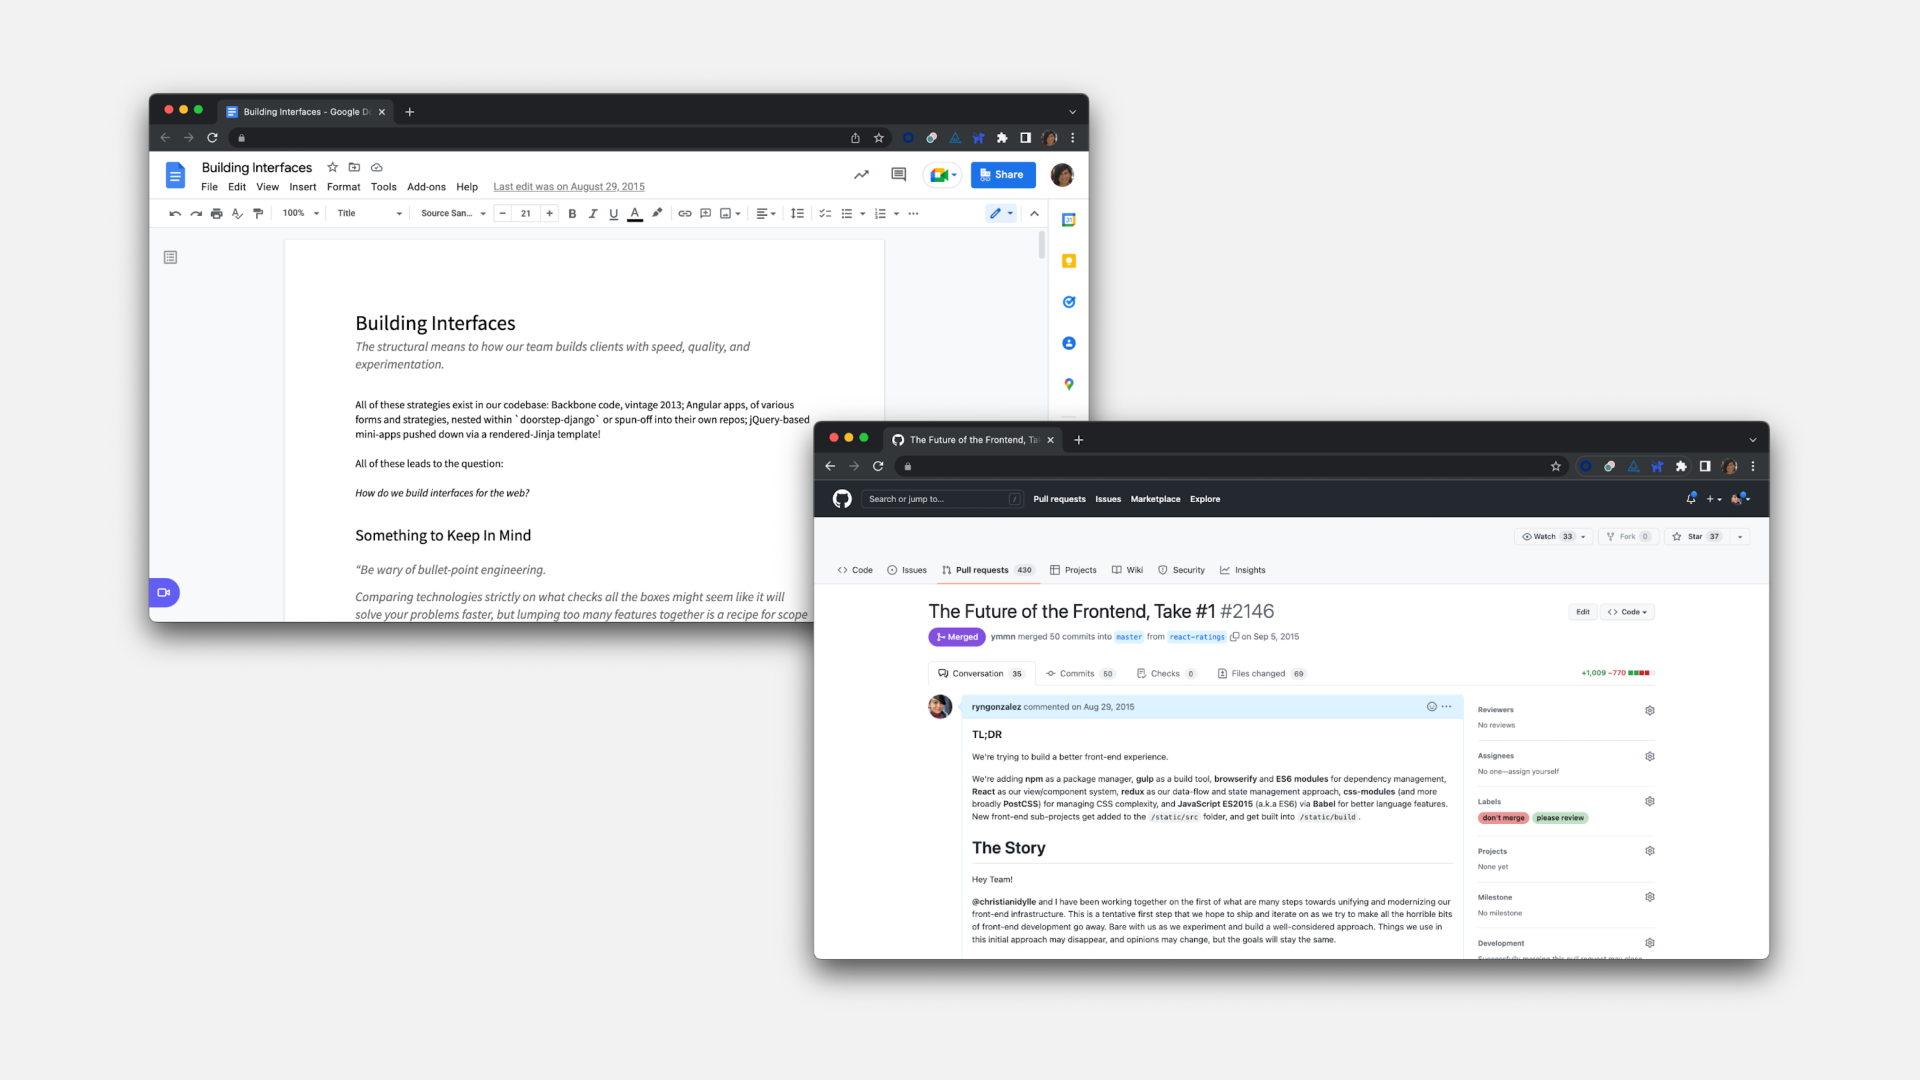 Building Interfaces - Google D
Building Interfaces
File Edit View Insert Format Tools Add-ons Help Last edit was on August 29, 2015
Share
100% Title Source San... − 21 + B I U A
31
Building Interfaces
The structural means to how our team builds clients with speed, quality, and
experimentation.
All of these strategies exist in our codebase: Backbone code, vintage 2013; Angular apps, of various
forms and strategies, nested within `doorstep-django` or spun-off into their own repos; jQuery-based
mini-apps pushed down via a rendered-Jinja template!
All of these leads to the question:
How do we build interfaces for the web?
Something to Keep In Mind
“Be wary of bullet-point engineering.
Comparing technologies strictly on what checks all the boxes might seem like it will
solve your problems faster, but lumping too many features together is a recipe for scope
The Future of the Frontend, Ta
Search or jump to... / Pull requests Issues Marketplace Explore
Watch 33 Fork 0 Star 37
Code Issues Pull requests 430 Projects Wiki Security Insights
The Future of the Frontend, Take #1 #2146
Edit Code
Merged ymmn merged 50 commits into master from react-ratings on Sep 5, 2015
Conversation 35 Commits 50 Checks 0 Files changed 69
+1,009 −770
ryngonzalez commented on Aug 29, 2015
TL;DR
We're trying to build a better front-end experience.
We're adding npm as a package manager, gulp as a build tool, browserify and ES6 modules for dependency management,
React as our view/component system, redux as our data-flow and state management approach, css-modules (and more
broadly PostCSS) for managing CSS complexity, and JavaScript ES2015 (a.k.a ES6) via Babel for better language features.
New front-end sub-projects get added to the /static/src folder, and get built into /static/build .
The Story
Hey Team!
@christianidylle and I have been working together on the first of what are many steps towards unifying and modernizing our
front-end infrastructure. This is a tentative first step that we hope to ship and iterate on as we try to make all the horrible bits
of front-end development go away. Bare with us as we experiment and build a well-considered approach. Things we use in
this initial approach may disappear, and opinions may change, but the goals will stay the same.
Reviewers
No reviews
Assignees
No one—assign yourself
Labels
don't merge please review
Projects
None yet
Milestone
No milestone
Development
Successfully merging this pull request may close